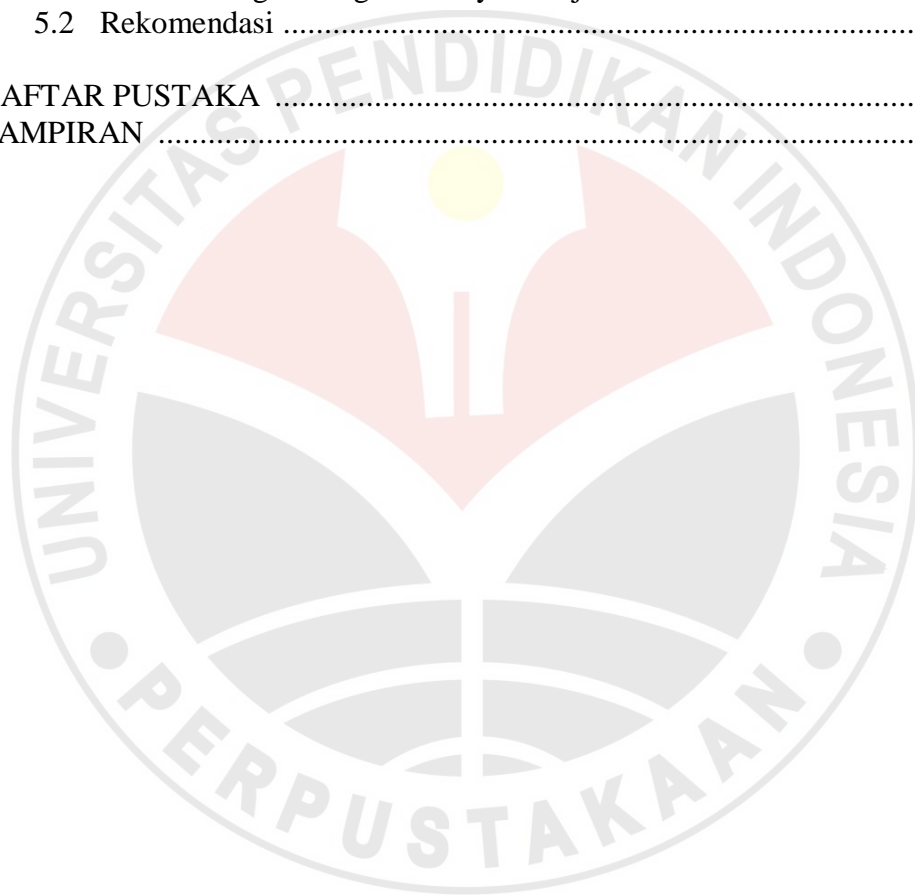 5.2 Rekomendasi ..............................................................................
AFTAR PUSTAKA ..............................................................................
AMPIRAN ............................................................................................
UNIVERSITAS PENDIDIKAN INDONESIA
PERPUSTAKAAN